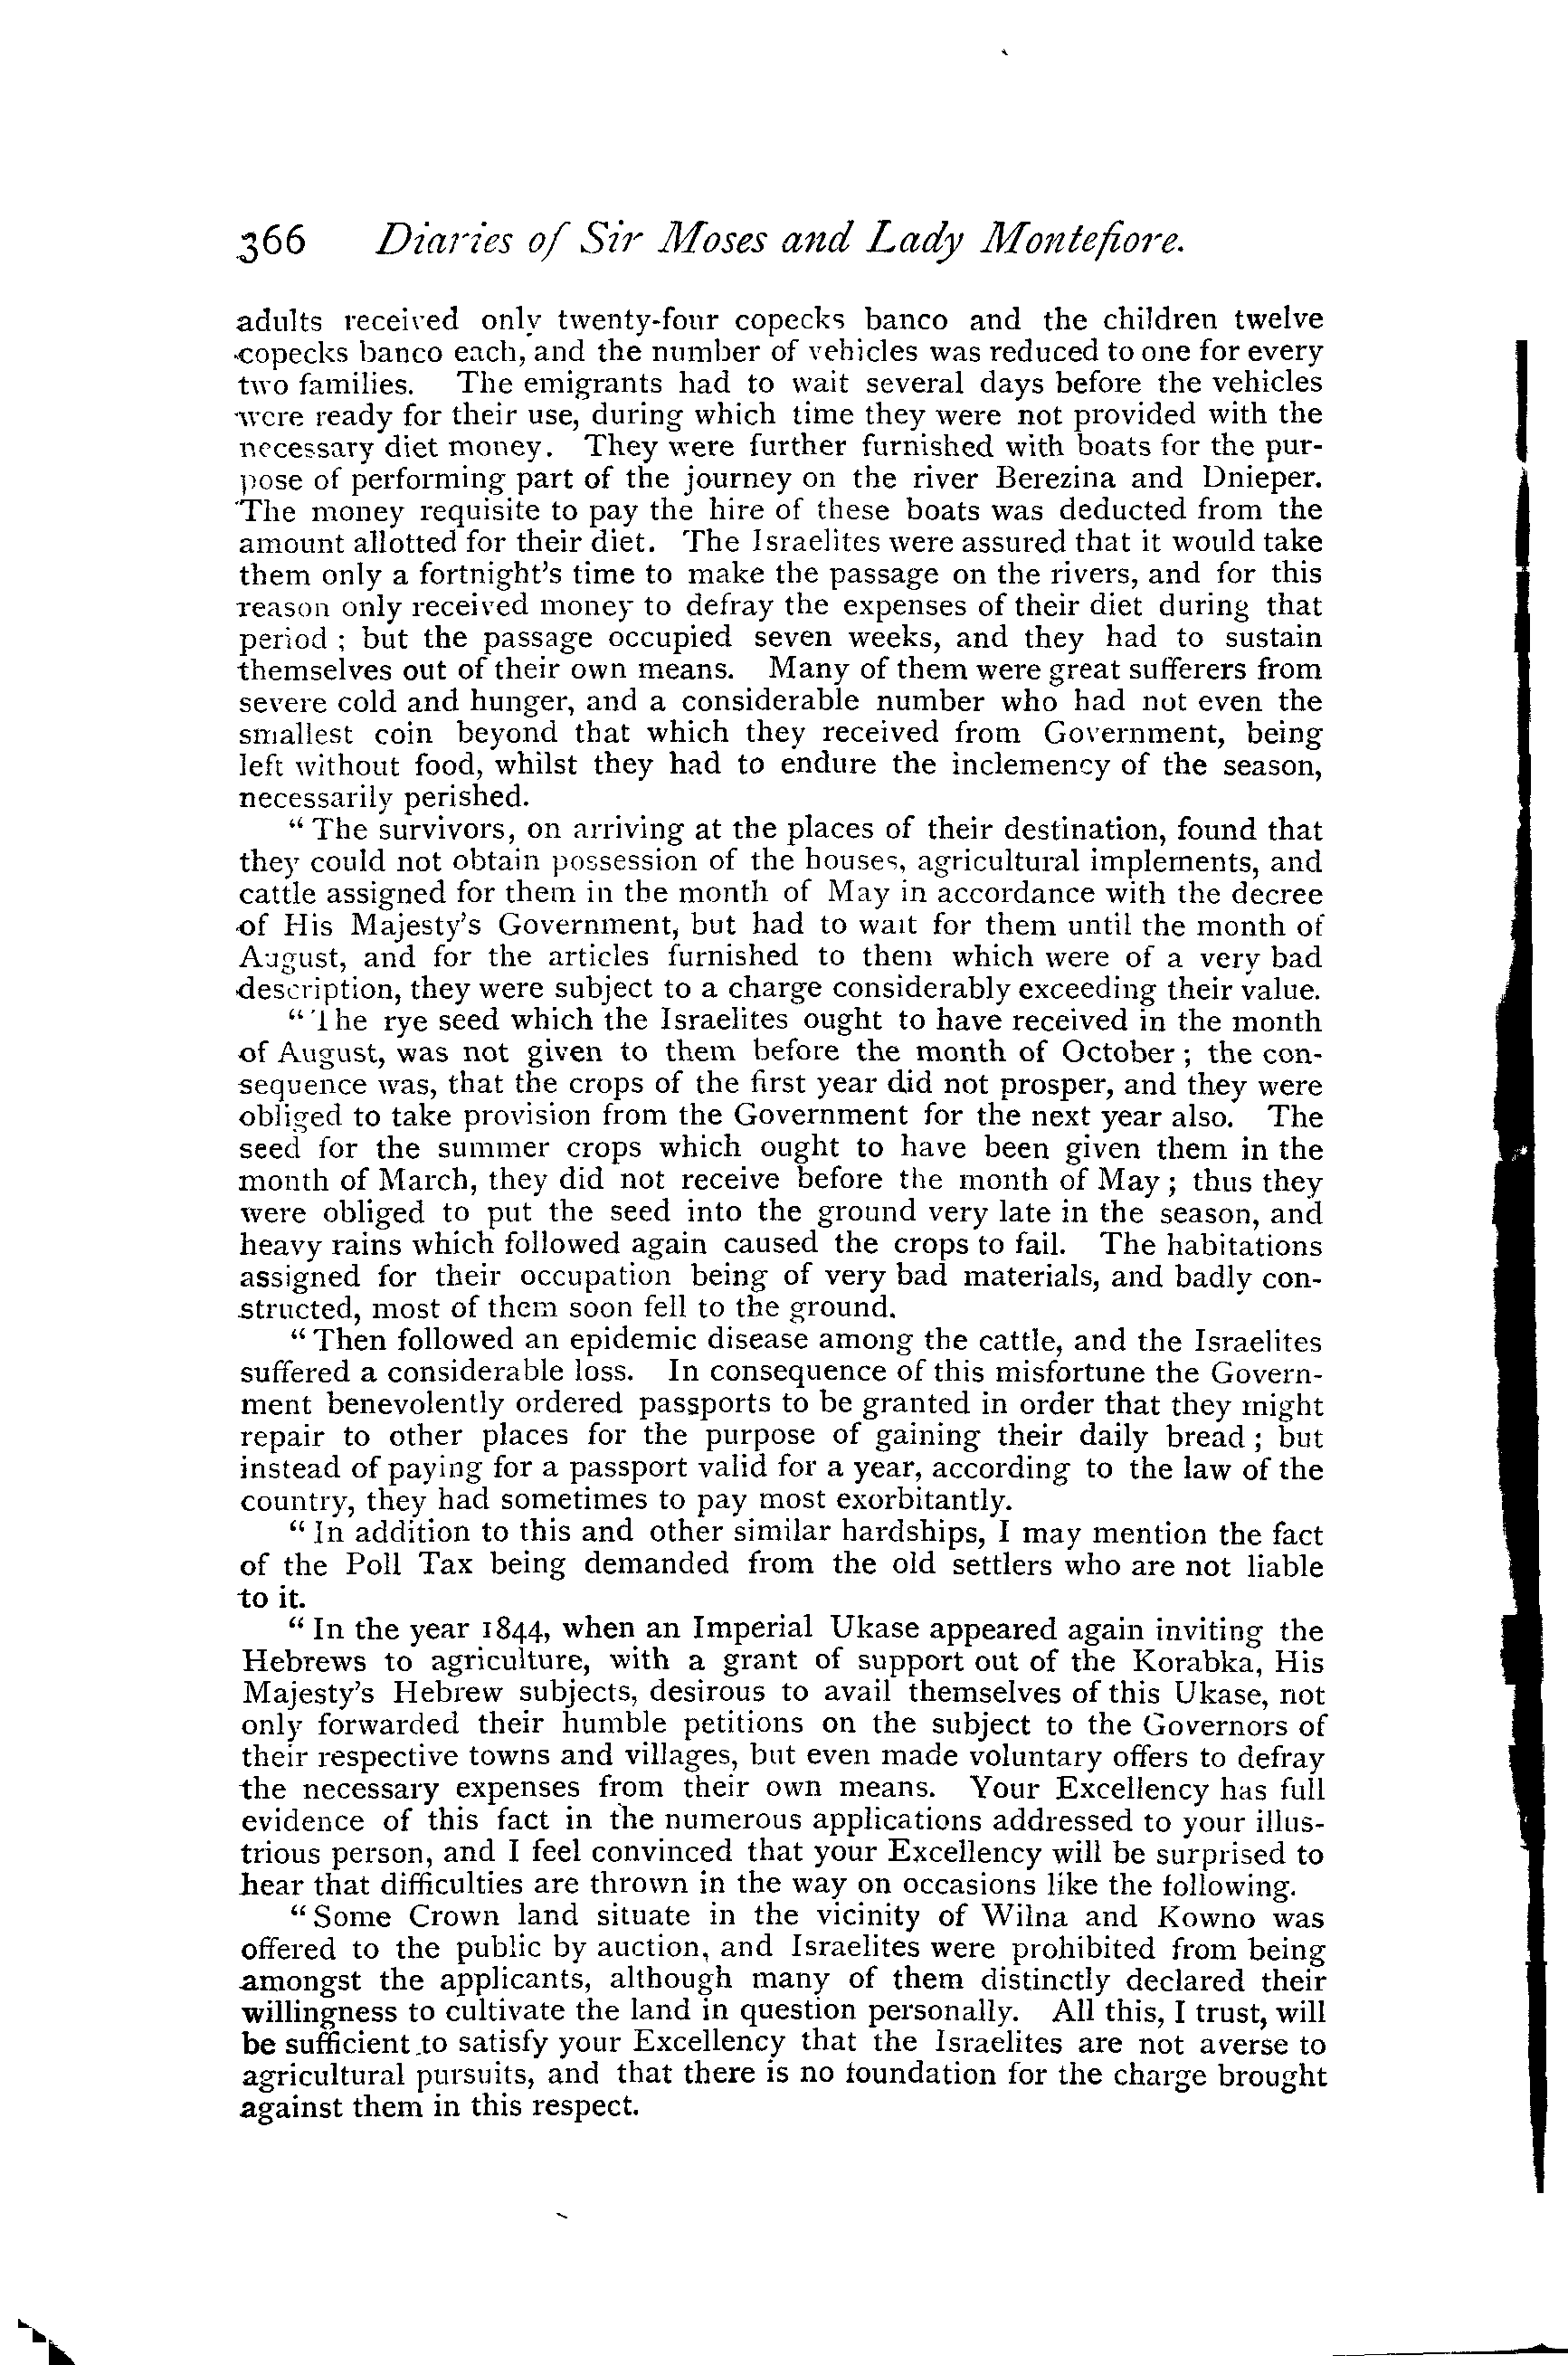 366 Diaries of Sir Moses and Lady Montefiore.
adults received only twenty-four copecks banco and the children twelve
copecks banco each, and the number of vehicles was reduced to one for every
two families. The emigrants had to wait several days before the vehicles
were ready for their use, during which time they were not provided with the
necessary diet money. They were further furnished with boats for the pur-
pose of performing part of the journey on the river Berezina and Dnieper.
The money requisite to pay the hire of these boats was deducted from the
amount allotted for their diet. The Israelites were assured that it would take
them only a fortnight's time to make the passage on the rivers, and for this
reason only received money to defray the expenses of their diet during that
period ; but the passage occupied seven weeks, and they had to sustain
themselves out of their own means. Many of them were great sufferers from
severe cold and hunger, and a considerable number who had not even the
smallest coin beyond that which they received from Government, being
left without food, whilst they had to endure the inclemency of the season,
necessarily perished.
“ The survivors, on arriving at the places of their destination, found that
they could not obtain possession of the houses, agricultural implements, and
cattle assigned for them in the month of May in accordance with the decree
of His Majesty's Government, but had to wait for them until the month of
August, and for the articles furnished to them which were of a very bad
description, they were subject to a charge considerably exceeding their value.
“ The rye seed which the Israelites ought to have received in the month
of August, was not given to them before the month of October ; the con-
sequence was, that the crops of the first year did not prosper, and they were
obliged to take provision from the Government for the next year also. The
seed for the summer crops which ought to have been given them in the
month of March, they did not receive before the month of May ; thus they
were obliged to put the seed into the ground very late in the season, and
heavy rains which followed again caused the crops to fail. The habitations
assigned for their occupation being of very bad materials, and badly con-
structed, most of them soon fell to the ground.
“ Then followed an epidemic disease among the cattle, and the Israelites
suffered a considerable loss. In consequence of this misfortune the Govern-
ment benevolently ordered passports to be granted in order that they might
repair to other places for the purpose of gaining their daily bread ; but
instead of paying for a passport valid for a year, according to the law of the
country, they had sometimes to pay most exorbitantly.
“ In addition to this and other similar hardships, I may mention the fact
of the Poll Tax being demanded from the old settlers who are not liable
to it.
“ In the year 1844, when an Imperial Ukase appeared again inviting the
Hebrews to agriculture, with a grant of support out of the Korabka, His
Majesty's Hebrew subjects, desirous to avail themselves of this Ukase, not
only forwarded their humble petitions on the subject to the Governors of
their respective towns and villages, but even made voluntary offers to defray
the necessary expenses from their own means. Your Excellency has full
evidence of this fact in the numerous applications addressed to your illus-
trious person, and I feel convinced that your Excellency will be surprised to
hear that difficulties are thrown in the way on occasions like the following.
“ Some Crown land situate in the vicinity of Wilna and Kowno was
offered to the public by auction, and Israelites were prohibited from being
amongst the applicants, although many of them distinctly declared their
willingness to cultivate the land in question personally. All this, I trust, will
be sufficient to satisfy your Excellency that the Israelites are not averse to
agricultural pursuits, and that there is no foundation for the charge brought
against them in this respect.